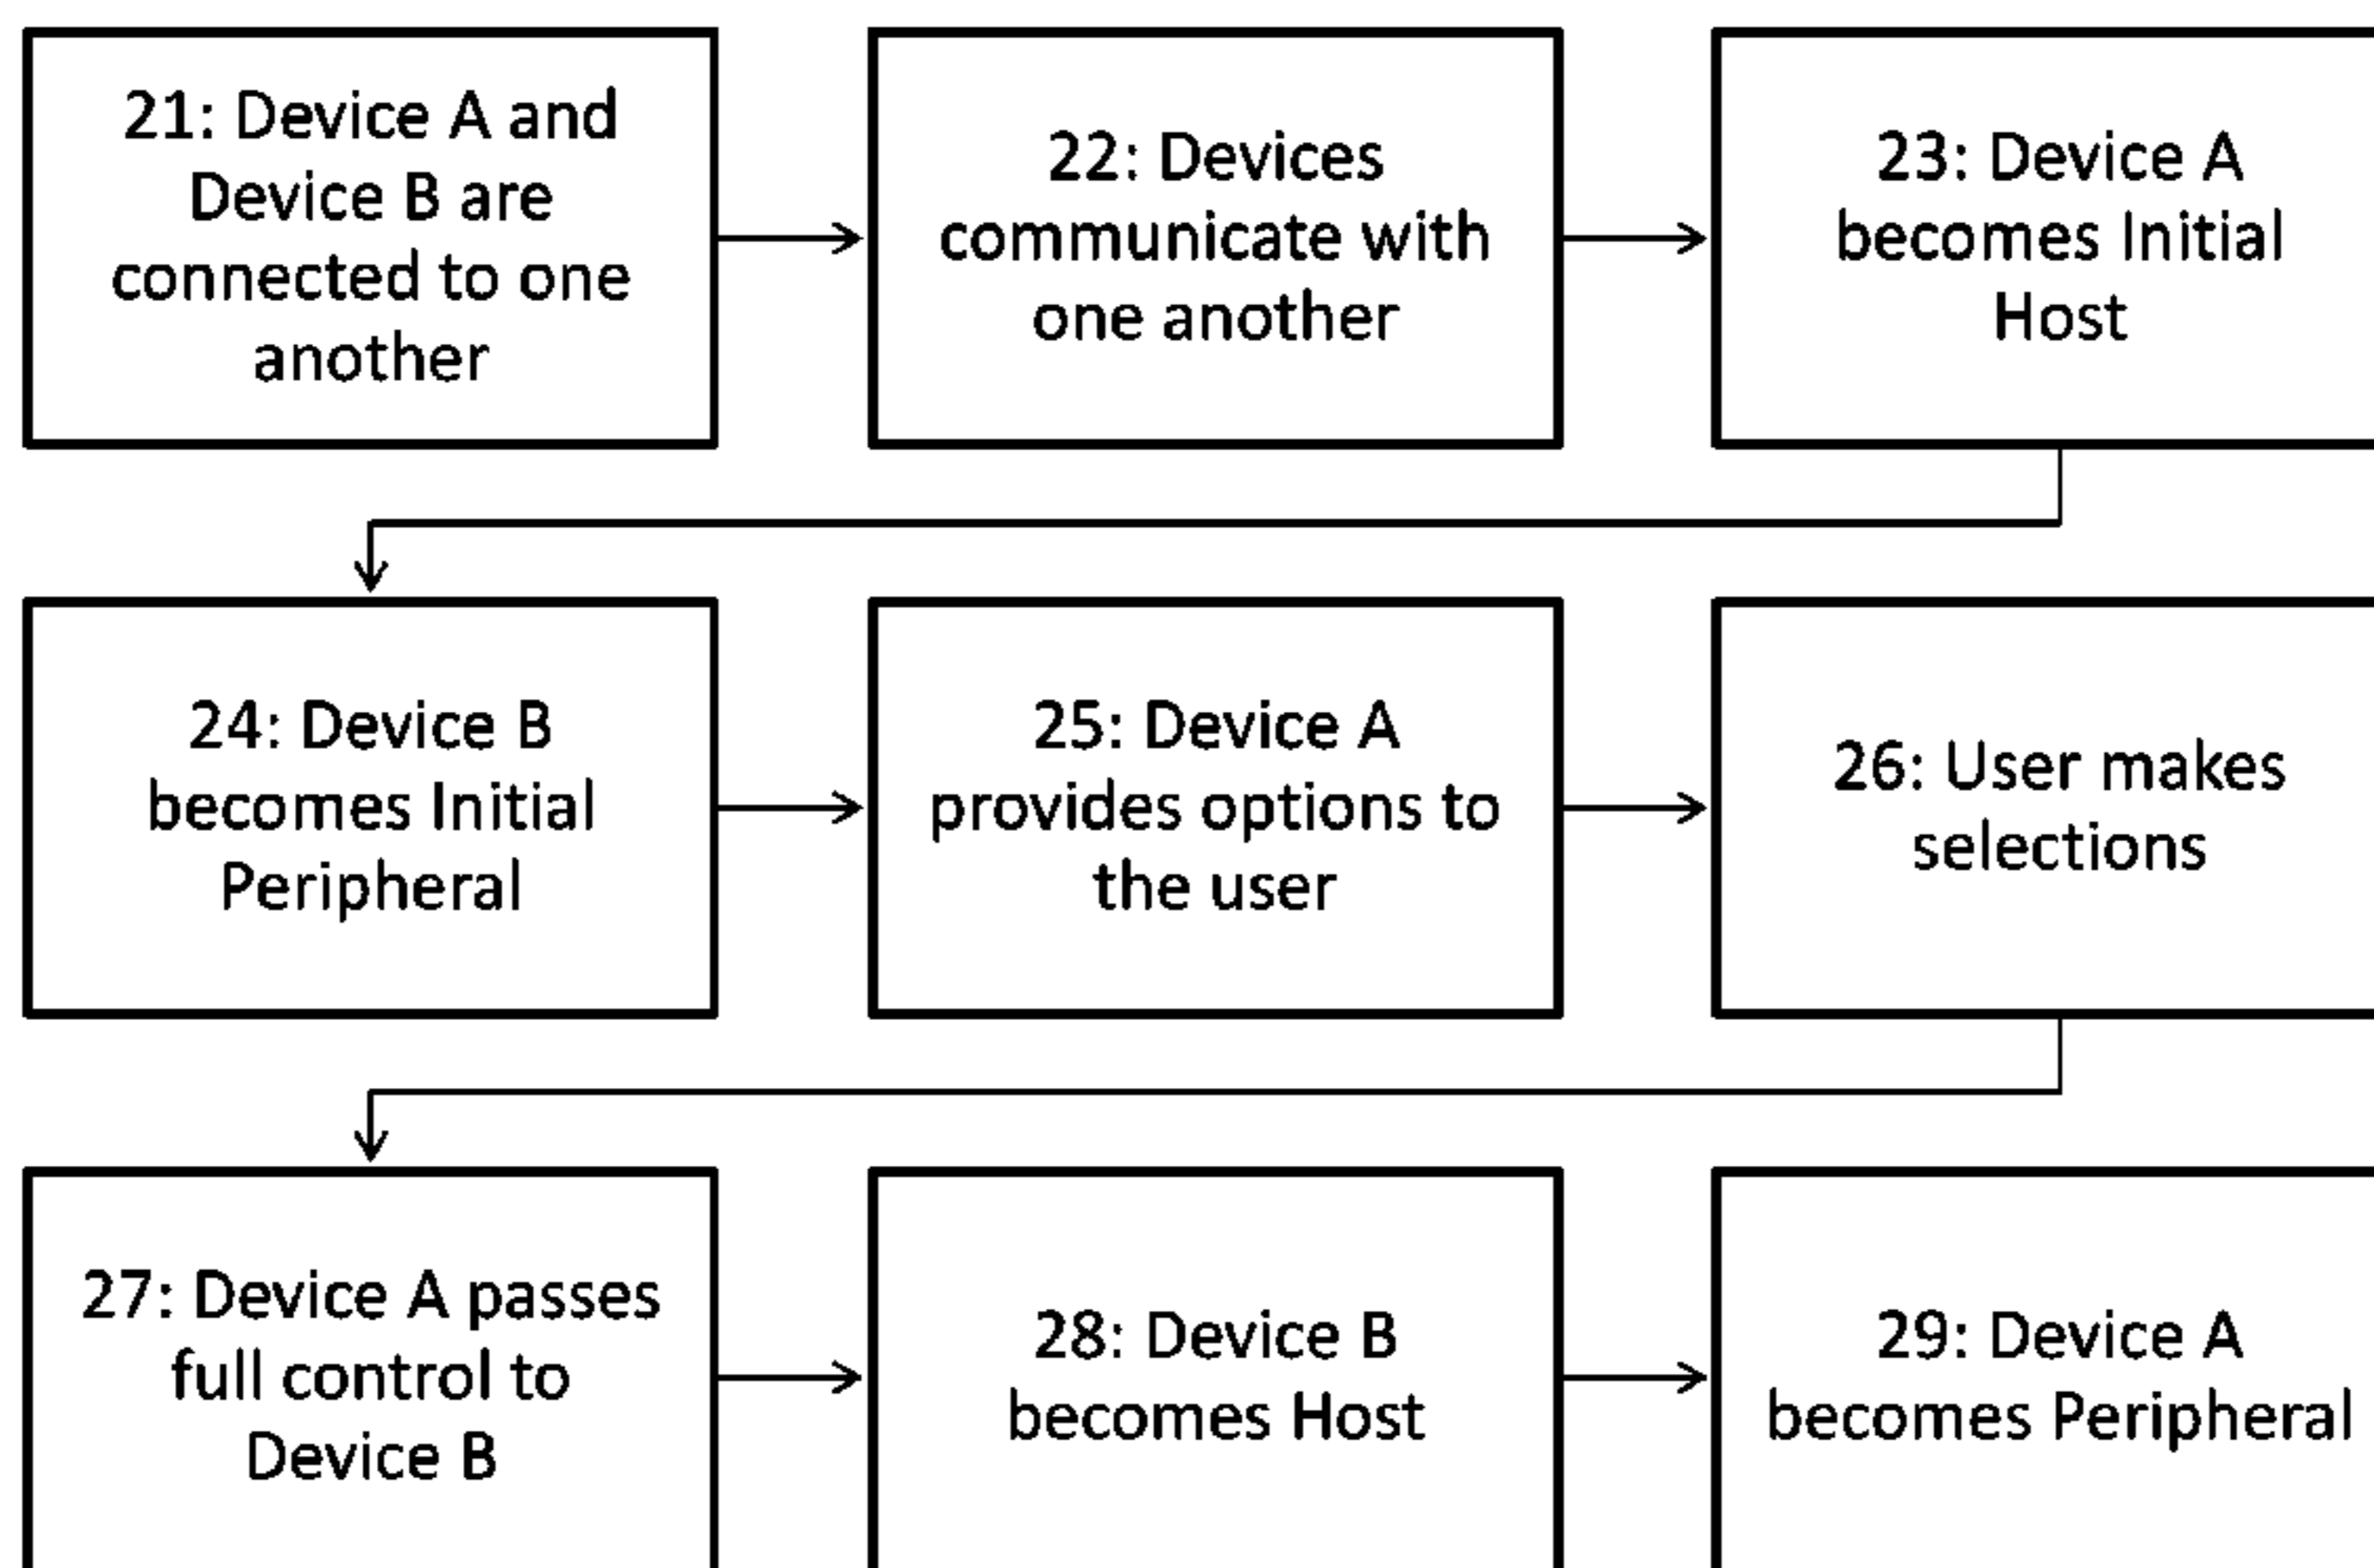 21: Device A and
Device B are
connected to one
another
22: Devices
communicate with
one another
23: Device A
becomes Initial
Host
24: Device B
becomes Initial
Peripheral
25: Device A
provides options to
the user
26: User makes
selections
27: Device A passes
full control to
Device B
28: Device B
becomes Host
29: Device A
becomes Peripheral